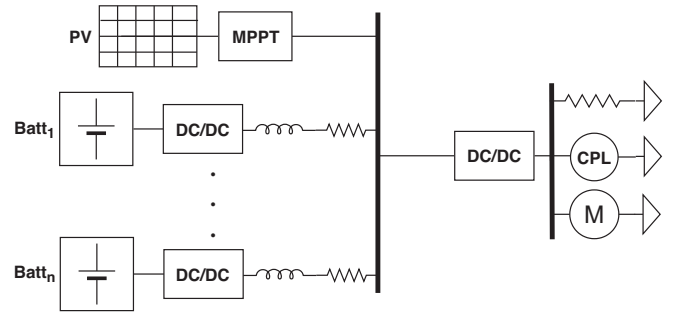 PV
MPPT
Batt1
DC/DC
DC/DC
CPL
M
Battn
DC/DC